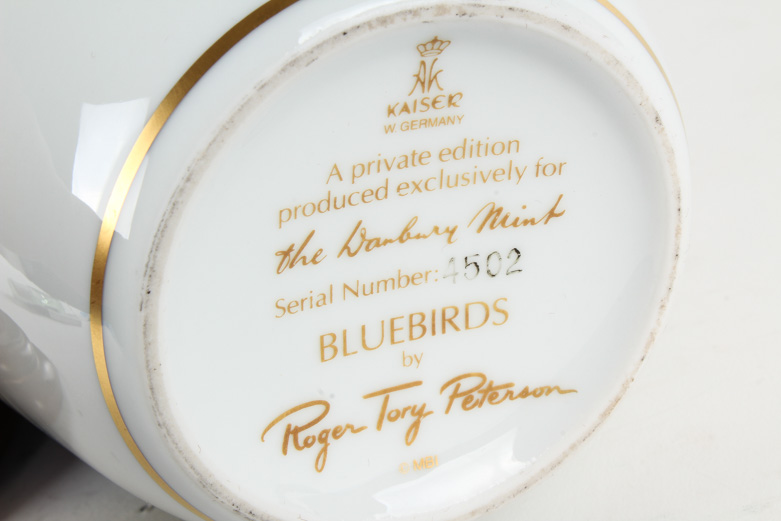 AK
KAISER
W. GERMANY
A private edition
produced exclusively for
the Danbury Mint
Serial Number: 4502
BLUEBIRDS
by
Roger Tory Peterson